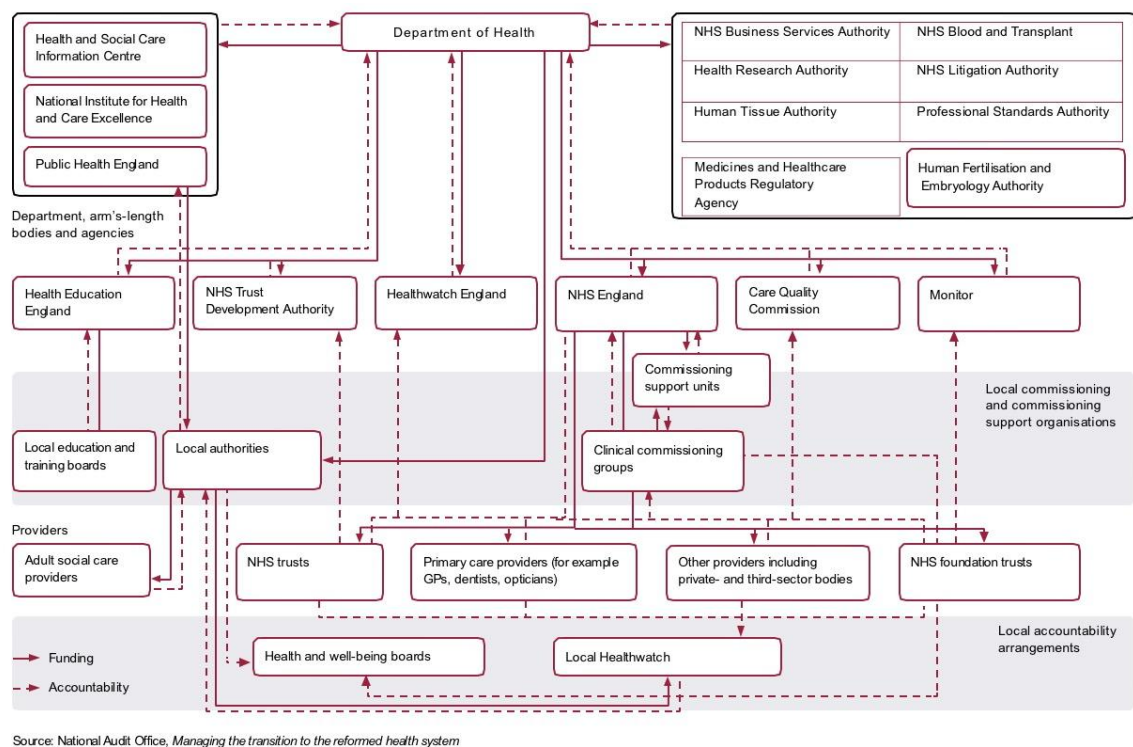 Department of Health
Health and Social Care
Information Centre
National Institute for Health
and Care Excellence
Public Health England
NHS Business Services Authority
NHS Blood and Transplant
Health Research Authority
NHS Litigation Authority
Human Tissue Authority
Professional Standards Authority
Medicines and Healthcare
Products Regulatory
Agency
Human Fertilisation and
Embryology Authority
Department, arm's-length
bodies and agencies
Health Education
England
NHS Trust
Development Authority
Healthwatch England
NHS England
Care Quality
Commission
Monitor
Commissioning
support units
Local commissioning
and commissioning
support organisations
Local education and
training boards
Local authorities
Clinical commissioning
groups
Providers
Adult social care
providers
NHS trusts
Primary care providers (for example
GPs, dentists, opticians)
Other providers including
private- and third-sector bodies
NHS foundation trusts
Local accountability
arrangements
Funding
Accountability
Health and well-being boards
Local Healthwatch
Source: National Audit Office, Managing the transition to the reformed health system